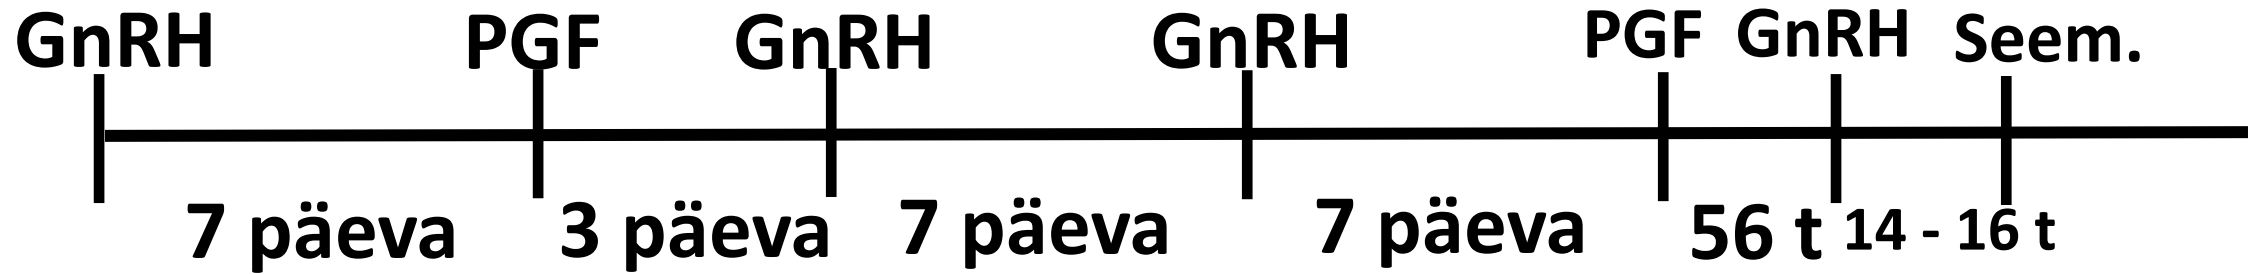 GnRH PGF GnRH GnRH PGF GnRH Seem.
7 päeva 3 päeva 7 päeva 7 päeva 56 t 14 - 16 t